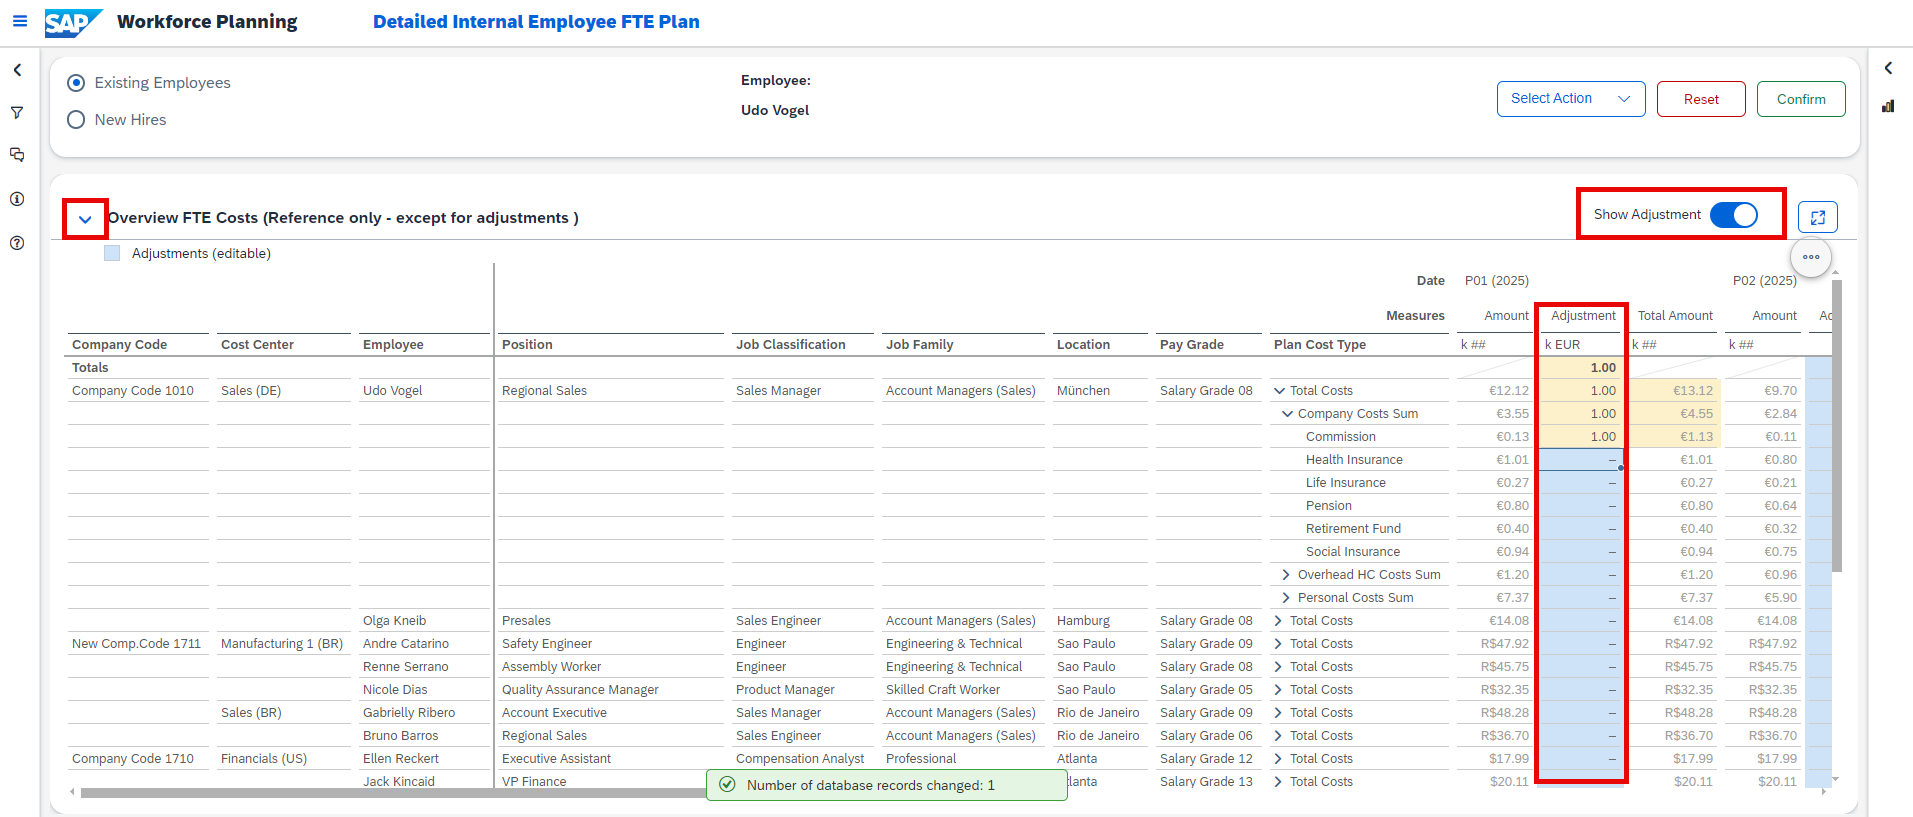 SAP Workforce Planning Detailed Internal Employee FTE Plan
Existing Employees
New Hires
Employee:
Udo Vogel
Select Action Reset Confirm
Overview FTE Costs (Reference only - except for adjustments )
Show Adjustment
Adjustments (editable)
Date P01 (2025) P02 (2025)
Measures Amount Adjustment Total Amount Amount
Company Code Cost Center Employee Position Job Classification Job Family Location Pay Grade Plan Cost Type k ## k EUR k ## k ##
Totals 1.00
Company Code 1010 Sales (DE) Udo Vogel Regional Sales Sales Manager Account Managers (Sales) München Salary Grade 08 Total Costs €12.12 1.00 €13.12 €9.70
Company Costs Sum €3.55 1.00 €4.55 €2.84
Commission €0.13 1.00 €1.13 €0.11
Health Insurance €1.01 – €1.01 €0.80
Life Insurance €0.27 – €0.27 €0.21
Pension €0.80 – €0.80 €0.64
Retirement Fund €0.40 – €0.40 €0.32
Social Insurance €0.94 – €0.94 €0.75
Overhead HC Costs Sum €1.20 – €1.20 €0.96
Personal Costs Sum €7.37 – €7.37 €5.90
Olga Kneib Presales Sales Engineer Account Managers (Sales) Hamburg Salary Grade 08 Total Costs €14.08 – €14.08 €14.08
New Comp.Code 1711 Manufacturing 1 (BR) Andre Catarino Safety Engineer Engineer Engineering & Technical Sao Paulo Salary Grade 09 Total Costs R$47.92 – R$47.92 R$47.92
Renne Serrano Assembly Worker Engineer Engineering & Technical Sao Paulo Salary Grade 08 Total Costs R$45.75 – R$45.75 R$45.75
Nicole Dias Quality Assurance Manager Product Manager Skilled Craft Worker Sao Paulo Salary Grade 05 Total Costs R$32.35 – R$32.35 R$32.35
Sales (BR) Gabrielly Ribero Account Executive Sales Manager Account Managers (Sales) Rio de Janeiro Salary Grade 09 Total Costs R$48.28 – R$48.28 R$48.28
Bruno Barros Regional Sales Sales Engineer Account Managers (Sales) Rio de Janeiro Salary Grade 06 Total Costs R$36.70 – R$36.70 R$36.70
Company Code 1710 Financials (US) Ellen Reckert Executive Assistant Compensation Analyst Professional Atlanta Salary Grade 12 Total Costs $17.99 – $17.99 $17.99
Jack Kincaid VP Finance Salary Grade 13 Total Costs $20.11 $20.11 $20.11
Number of database records changed: 1